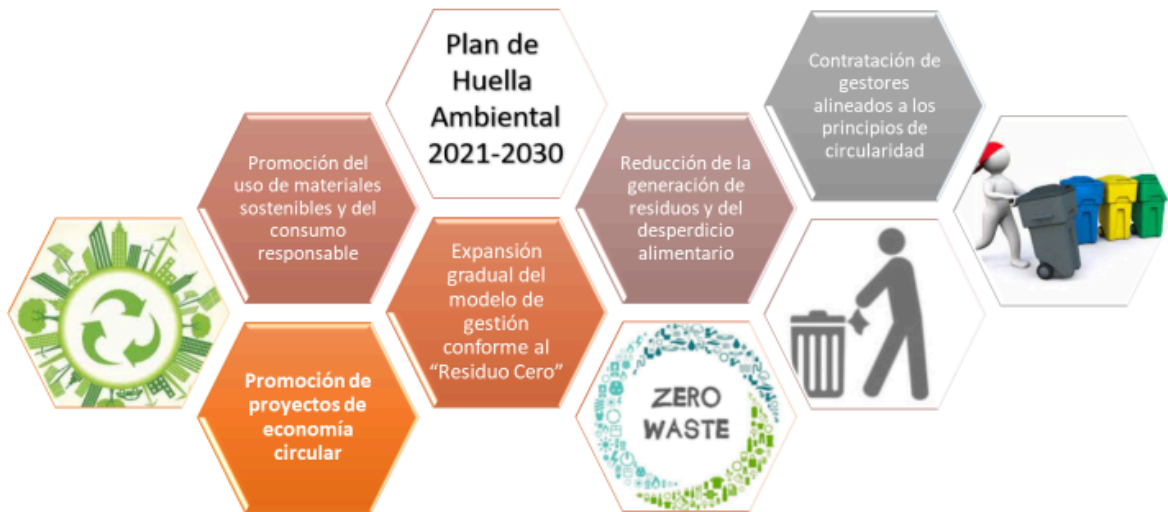 Plan de
Huella
Ambiental
2021-2030
Contratación de
gestores
alineados a los
principios de
circularidad
Promoción del
uso de materiales
sostenibles y del
consumo
responsable
Reducción de la
generación de
residuos y del
desperdicio
alimentario
Expansión
gradual del
modelo de
gestión
conforme al
“Residuo Cero”
Promoción de
proyectos de
economía
circular
ZERO
WASTE